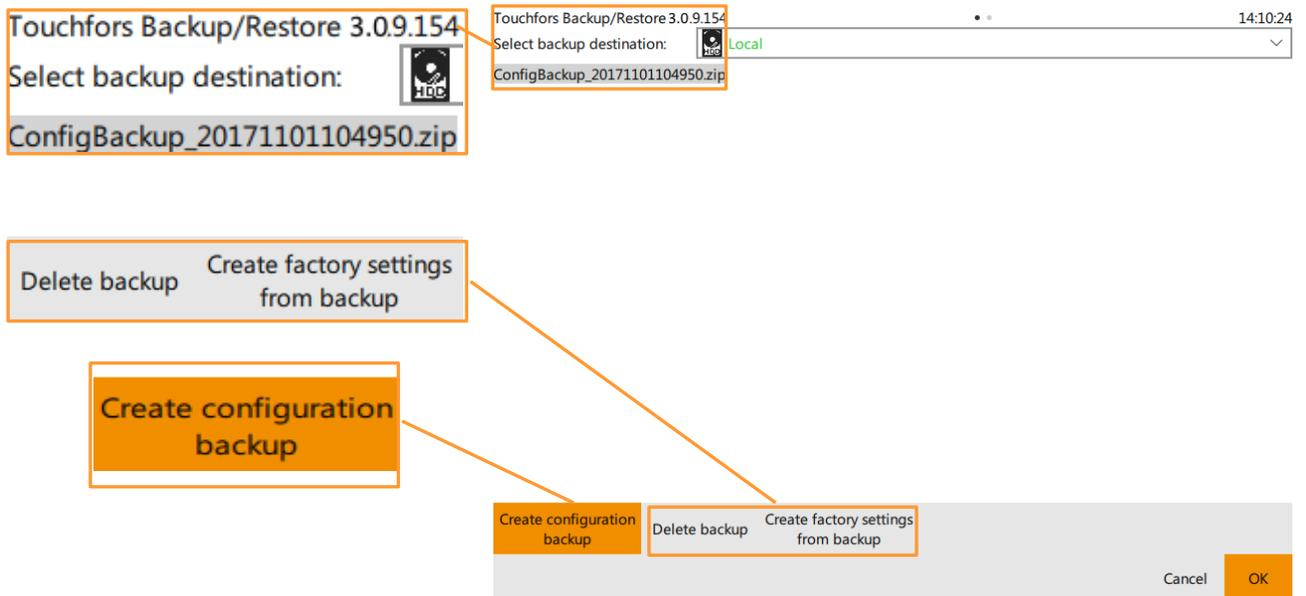 Touchfors Backup/Restore 3.0.9.154
Select backup destination:
HDC
ConfigBackup_20171101104950.zip
Delete backup
Create factory settings
from backup
Create configuration
backup
Touchfors Backup/Restore 3.0.9.154
14:10:24
Select backup destination:
HDC
Local
ConfigBackup_20171101104950.zip
Create configuration
backup
Delete backup
Create factory settings
from backup
Cancel
OK